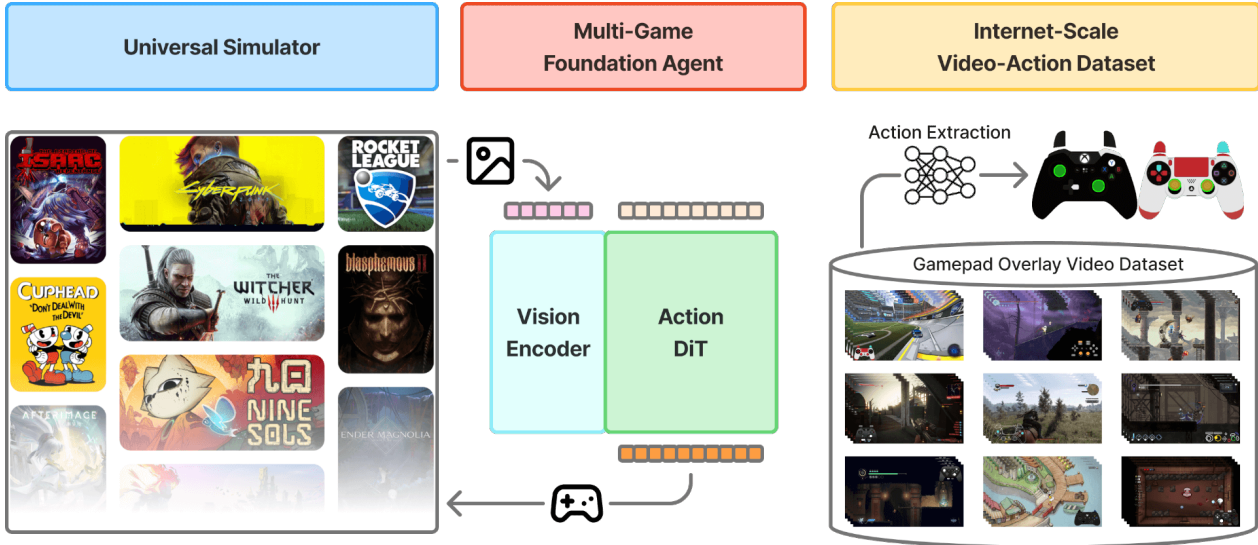 Universal Simulator
Multi-Game
Foundation Agent
Internet-Scale
Video-Action Dataset
ISAAC
Cyberpunk
ROCKET
LEAGUE
CUPHEAD
"DON'T DEAL WITH
THE DEVIL"
THE
WITCHER
WILD HUNT
blasphemous II
九日
NINE
SOLS
AFTERIMAGE
ENDER MAGNOLIA
Vision
Encoder
Action
DiT
Action Extraction
Gamepad Overlay Video Dataset